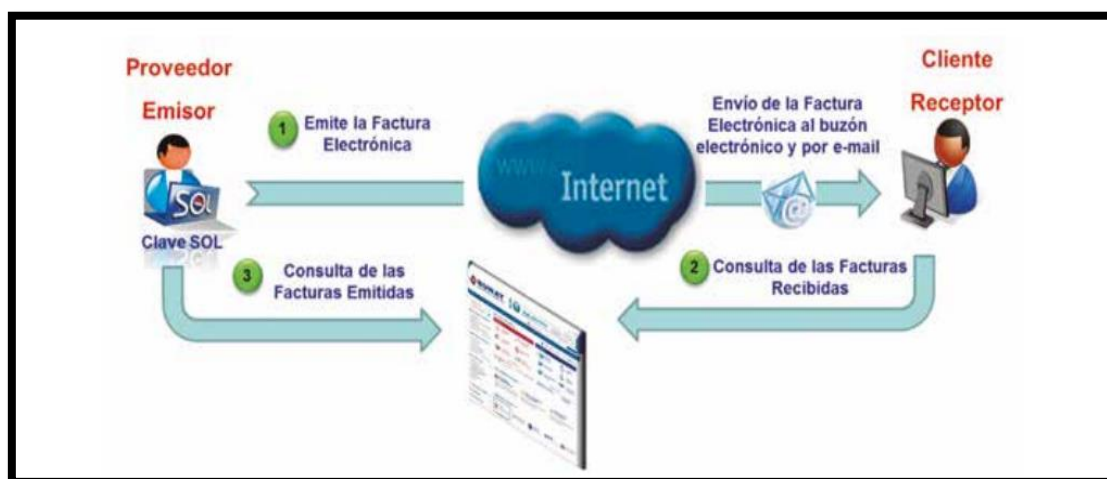 Proveedor
Emisor
SOL
Clave SOL
1
Emite la Factura
Electrónica
www.
Internet
Envío de la Factura
Electrónica al buzón
electrónico y por e-mail
@
Cliente
Receptor
3
Consulta de las
Facturas Emitidas
2
Consulta de las Facturas
Recibidas